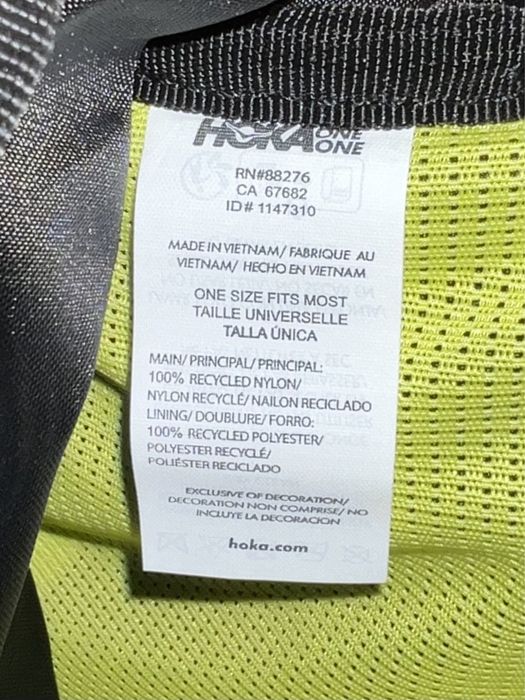 HOKA ONE ONE
RN#88276
CA 67682
ID# 1147310
MADE IN VIETNAM/ FABRIQUE AU
VIETNAM/ HECHO EN VIETNAM
ONE SIZE FITS MOST
TAILLE UNIVERSELLE
TALLA ÚNICA
MAIN/ PRINCIPAL/ PRINCIPAL:
100% RECYCLED NYLON/
NYLON RECYCLÉ/ NAILON RECICLADO
LINING/ DOUBLURE/ FORRO:
100% RECYCLED POLYESTER/
POLYESTER RECYCLÉ/
POLIÉSTER RECICLADO
EXCLUSIVE OF DECORATION/
DECORATION NON COMPRISE/ NO
INCLUYE LA DECORACION
hoka.com